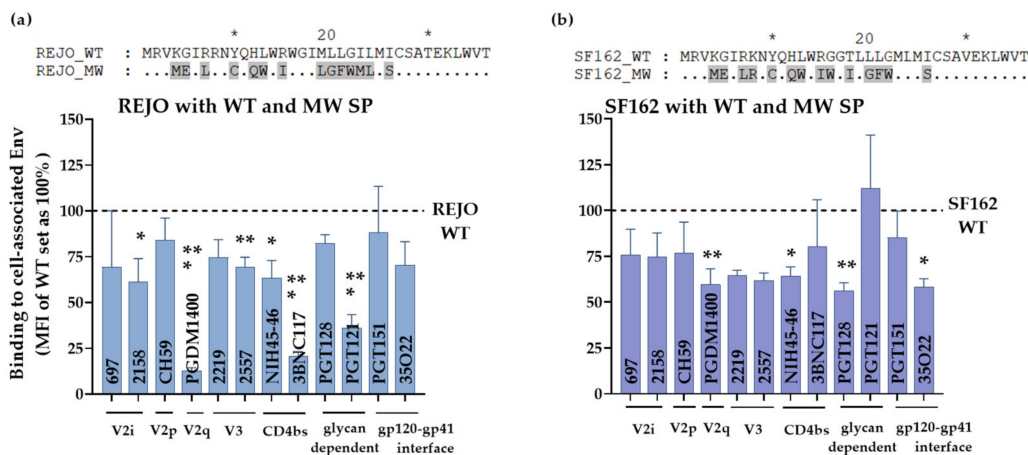 (a)
* 20 *
REJO_WT : MRVKGIRRNYQHLWRWGIMLLGILMICSATEKLWVT
REJO_MW : ...ME.L..C.QW.I...LGFWML.S.........
REJO with WT and MW SP
Binding to cell-associated Env
(MFI of WT set as 100%)
150
125
100
75
50
25
0
REJO
WT
* *** ** * *** ***
697 2158 CH59 PGDM1400 2219 2557 NIH45-46 3BNC117 PGT128 PGT121 PGT151 35O22
V2i V2p V2q V3 CD4bs glycan dependent gp120-gp41 interface
(b)
* 20 *
SF162_WT : MRVKGIRKNYQHLWRGGTLLLGMLMICSAVEKLWVT
SF162_MW : ...ME.LR.C.QW.IW.I.GFW...S..........
SF162 with WT and MW SP
150
125
100
75
50
25
0
SF162
WT
** * ** *
697 2158 CH59 PGDM1400 2219 2557 NIH45-46 3BNC117 PGT128 PGT121 PGT151 35O22
V2i V2p V2q V3 CD4bs glycan dependent gp120-gp41 interface